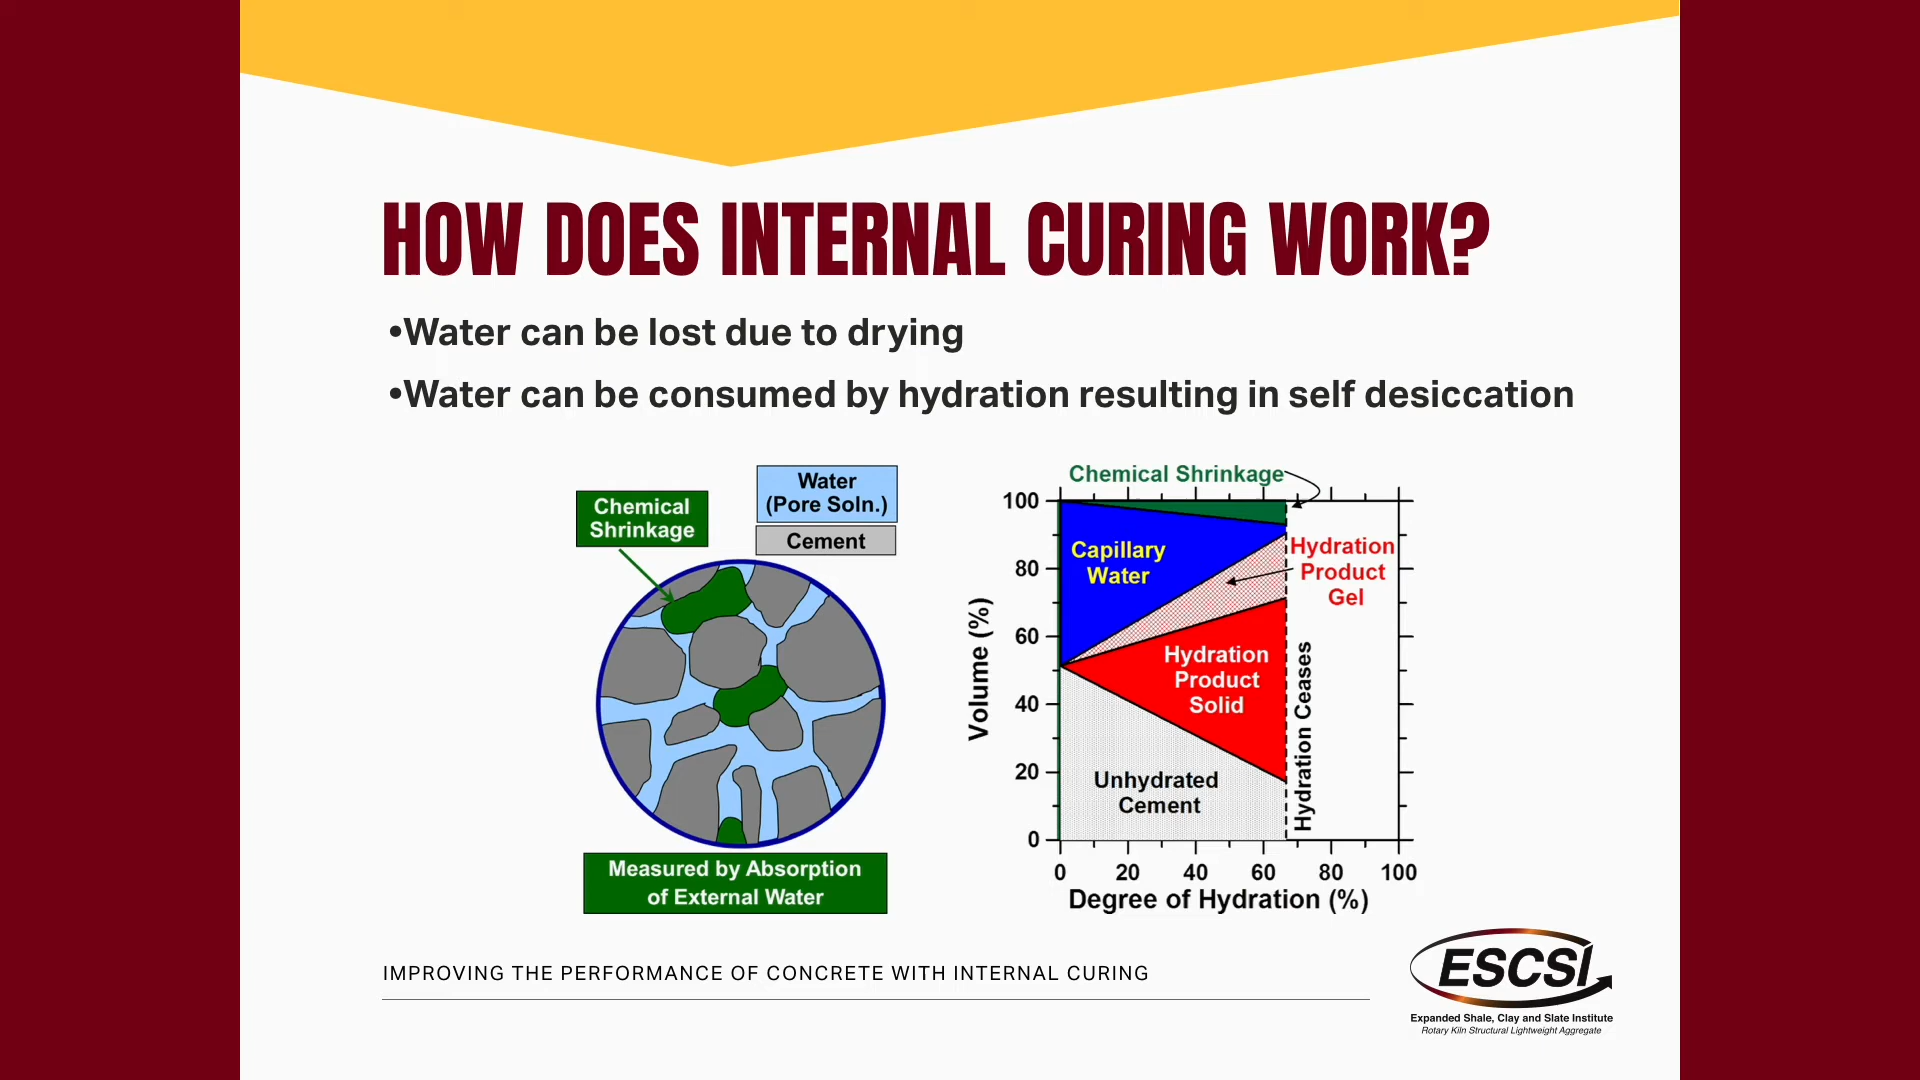 HOW DOES INTERNAL CURING WORK?
•Water can be lost due to drying
•Water can be consumed by hydration resulting in self desiccation
Chemical
Shrinkage
Water
(Pore Soln.)
Cement
Measured by Absorption
of External Water
Chemical Shrinkage
100
80
60
40
20
0
Volume (%)
Capillary
Water
Hydration
Product
Gel
Hydration
Product
Solid
Unhydrated
Cement
Hydration Ceases
0 20 40 60 80 100
Degree of Hydration (%)
IMPROVING THE PERFORMANCE OF CONCRETE WITH INTERNAL CURING
ESCSI
Expanded Shale, Clay and Slate Institute
Rotary Kiln Structural Lightweight Aggregate